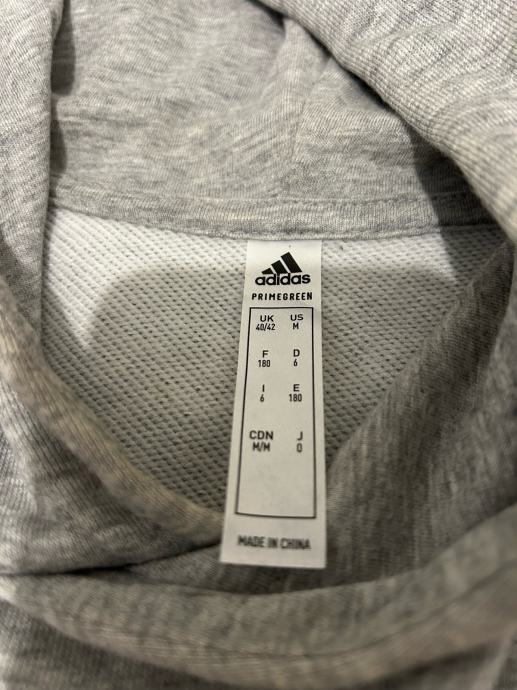 adidas
PRIMEGREEN
UK US
40/42 M
F D
180 6
I E
6 180
CDN J
M/M O
MADE IN CHINA